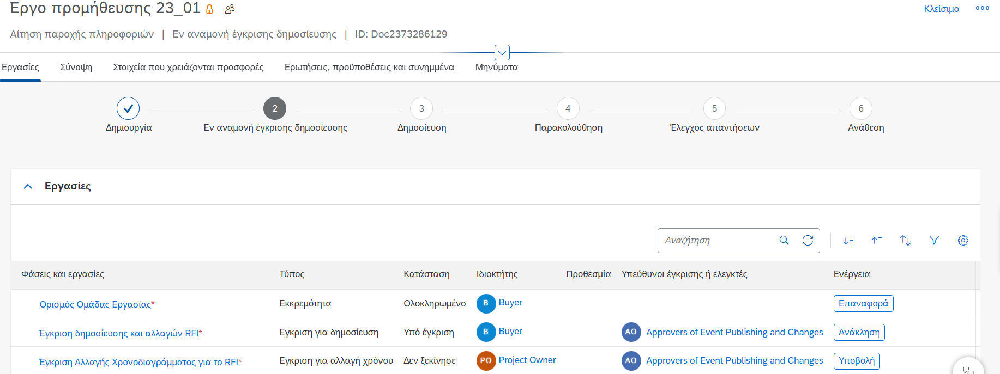 Έργο προμήθευσης 23_01
Κλείσιμο
Αίτηση παροχής πληροφοριών | Εν αναμονή έγκρισης δημοσίευσης | ID: Doc2373286129
Εργασίες Σύνοψη Στοιχεία που χρειάζονται προσφορές Ερωτήσεις, προϋποθέσεις και συνημμένα Μηνύματα
2 3 4 5 6
Δημιουργία Εν αναμονή έγκρισης δημοσίευσης Δημοσίευση Παρακολούθηση Έλεγχος απαντήσεων Ανάθεση
Εργασίες
Αναζήτηση
Φάσεις και εργασίες Τύπος Κατάσταση Ιδιοκτήτης Προθεσμία Υπεύθυνοι έγκρισης ή ελεγκτές Ενέργεια
Ορισμός Ομάδας Εργασίας* Εκκρεμότητα Ολοκληρωμένο B Buyer Επαναφορά
Έγκριση δημοσίευσης και αλλαγών RFI* Εγκριση για δημοσίευση Υπό έγκριση B Buyer AO Approvers of Event Publishing and Changes Ανάκληση
Έγκριση Αλλαγής Χρονοδιαγράμματος για το RFI* Εγκριση για αλλαγή χρόνου Δεν ξεκίνησε PO Project Owner AO Approvers of Event Publishing and Changes Υποβολή